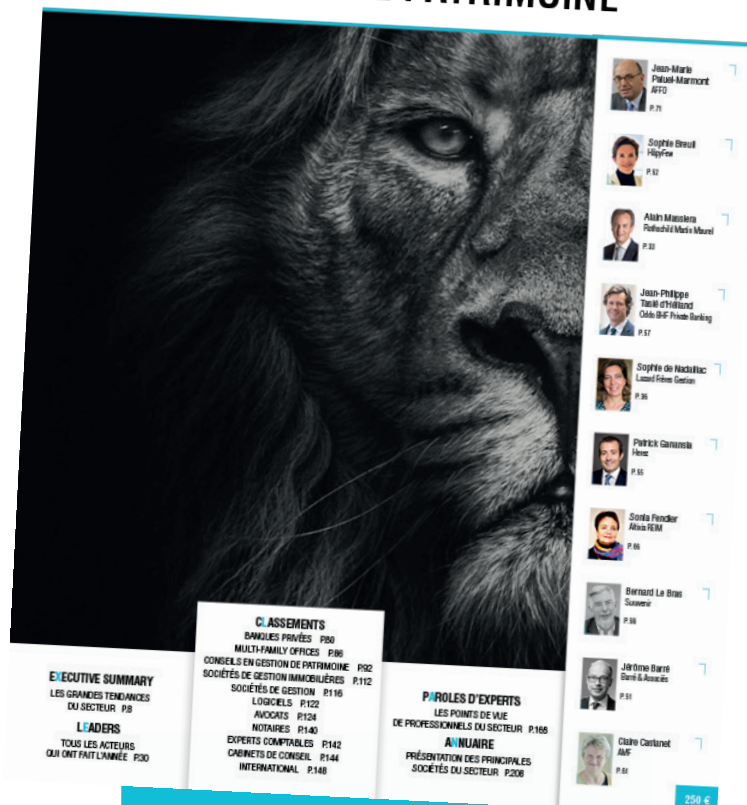 PATRIMOINE
Jean-Marie
Paluel-Marmont
AFFO
P.71
Sophie Breuil
HapyFew
P.52
Alain Massiera
Rothschild Martin Maurel
P.33
Jean-Philippe
Taslé d'Héliand
Oddo BHF Private Banking
P.57
Sophie de Nadaillac
Lazard Frères Gestion
P.36
Patrick Ganansia
Herez
P.55
Sonia Fendler
Altixia REIM
P.66
Bernard Le Bras
Suravenir
Jérôme Barré
Barré & Associés
P.51
Claire Castanet
AMF
EXECUTIVE SUMMARY
LES GRANDES TENDANCES
DU SECTEUR P.8
LEADERS
TOUS LES ACTEURS
QUI ONT FAIT L'ANNÉE P.30
CLASSEMENTS
BANQUES PRIVÉES P.80
MULTI-FAMILY OFFICES P.86
CONSEILS EN GESTION DE PATRIMOINE P.92
SOCIÉTÉS DE GESTION IMMOBILIÈRES P.112
SOCIÉTÉS DE GESTION P.116
LOGICIELS P.122
AVOCATS P.124
NOTAIRES P.140
EXPERTS COMPTABLES P.142
CABINETS DE CONSEIL P.144
INTERNATIONAL P.148
PAROLES D'EXPERTS
LES POINTS DE VUE
DE PROFESSIONNELS DU SECTEUR P.165
ANNUAIRE
PRÉSENTATION DES PRINCIPALES
SOCIÉTÉS DU SECTEUR P.206
250 €